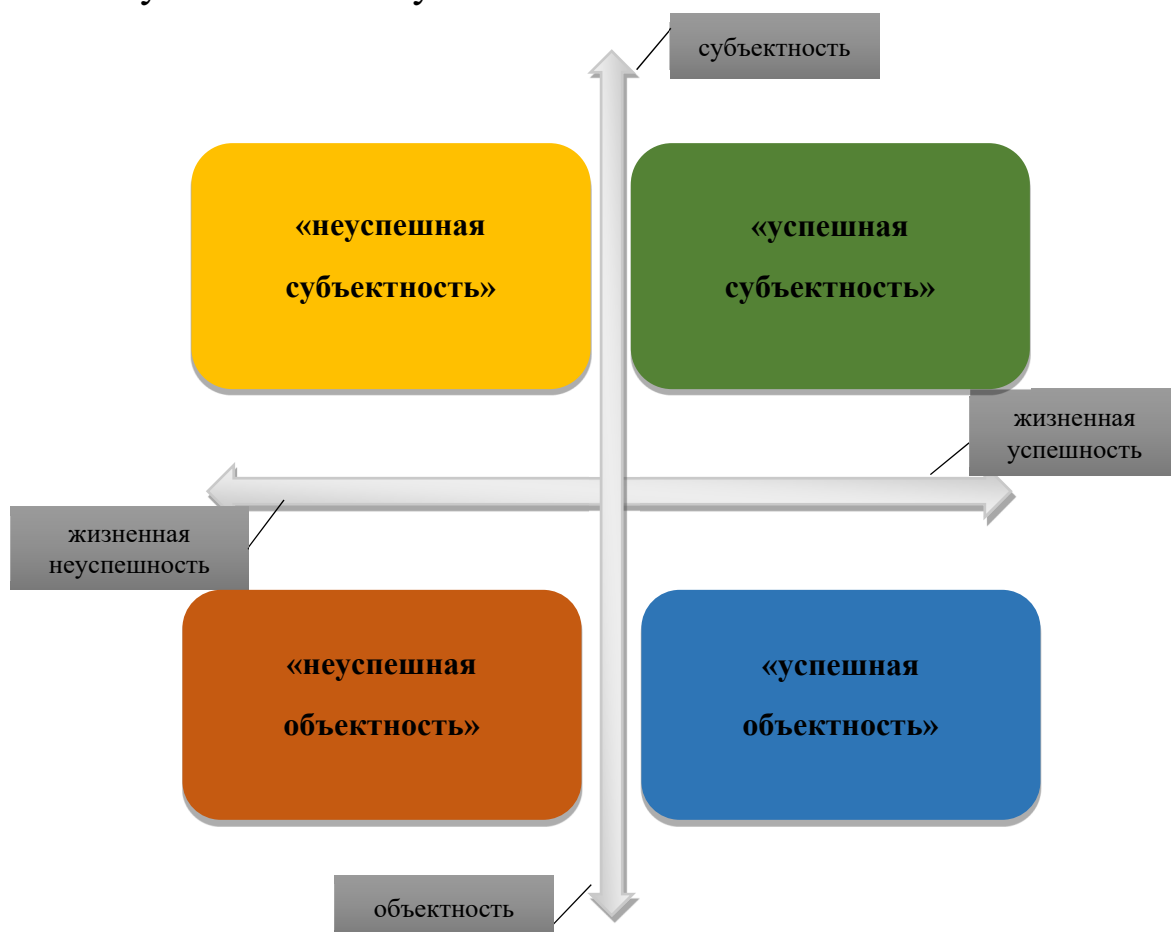 субъектность
«неуспешная
субъектность»
«успешная
субъектность»
жизненная
успешность
жизненная
неуспешность
«неуспешная
объектность»
«успешная
объектность»
объектность